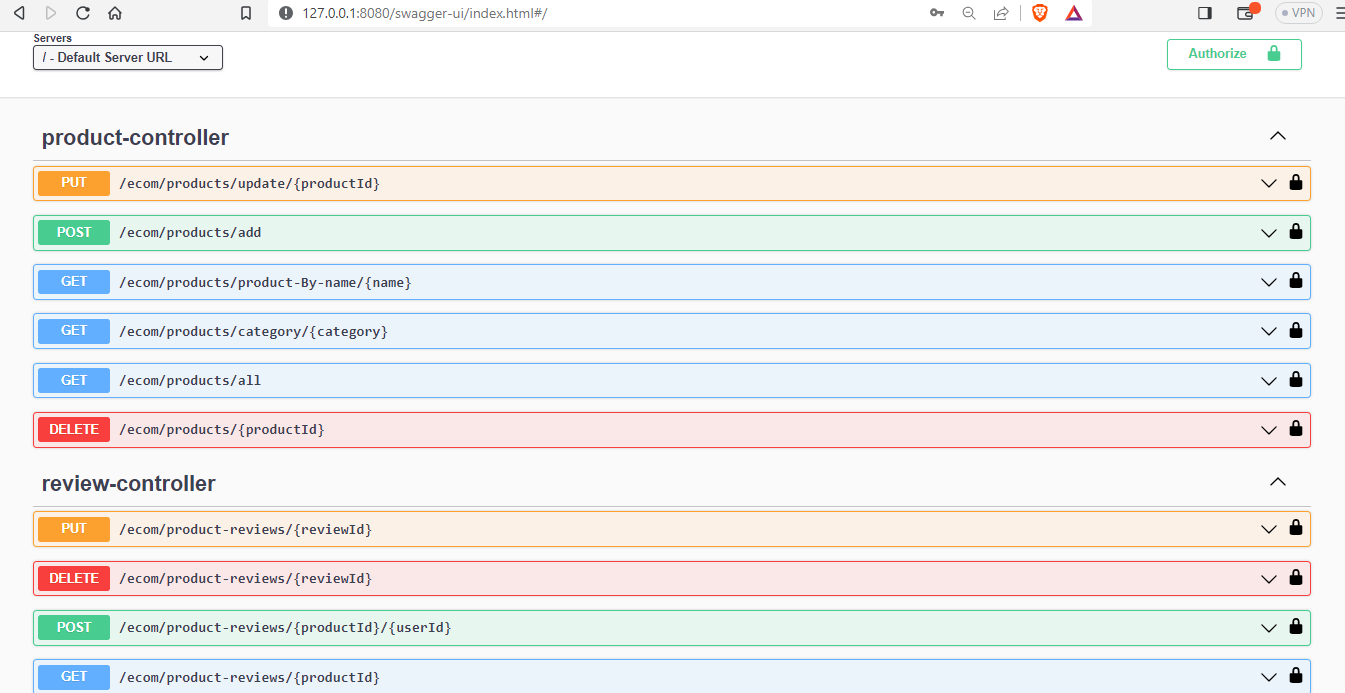 127.0.0.1:8080/swagger-ui/index.html#/
VPN
Servers
/ - Default Server URL
Authorize
product-controller
PUT /ecom/products/update/{productId}
POST /ecom/products/add
GET /ecom/products/product-By-name/{name}
GET /ecom/products/category/{category}
GET /ecom/products/all
DELETE /ecom/products/{productId}
review-controller
PUT /ecom/product-reviews/{reviewId}
DELETE /ecom/product-reviews/{reviewId}
POST /ecom/product-reviews/{productId}/{userId}
GET /ecom/product-reviews/{productId}